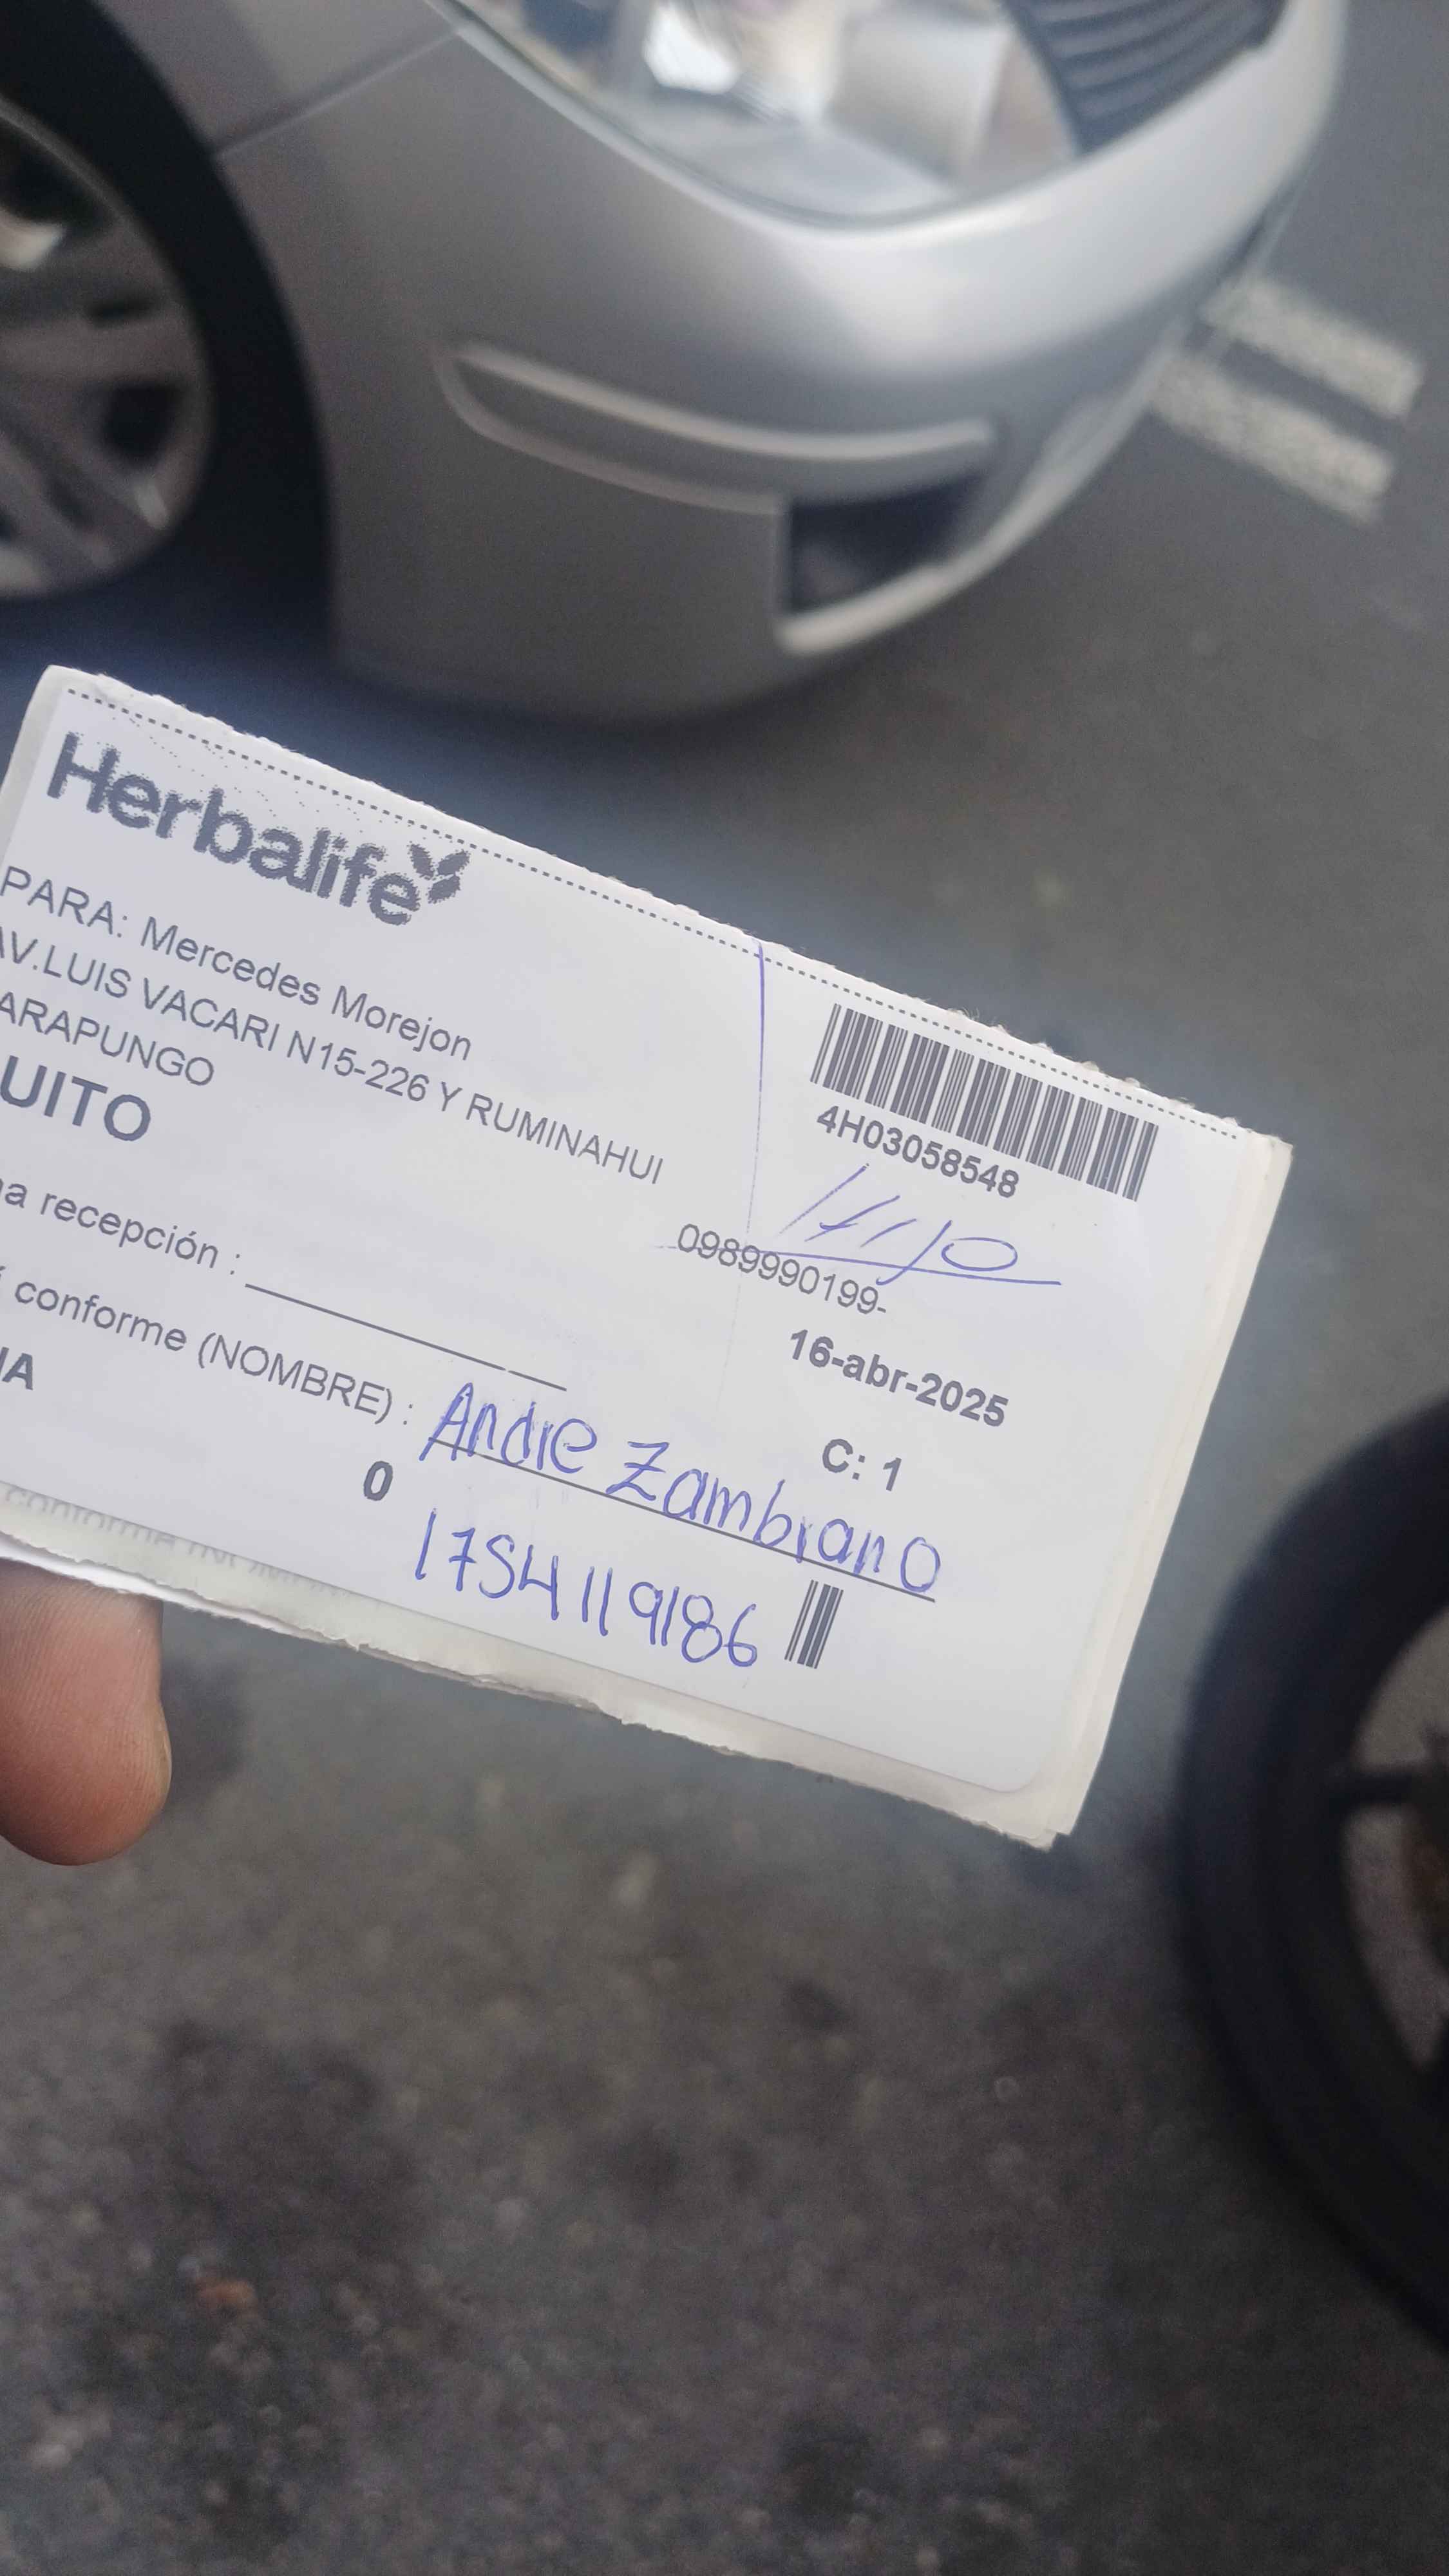 Herbalife
PARA: Mercedes Morejon
AV.LUIS VACARI N15-226 Y RUMINAHUI
ARAPUNGO
UITO
4H03058548
0989990199-
16-abr-2025
C: 1
a recepción :
conforme (NOMBRE) : Andre Zambrano
IA
0
1754119186